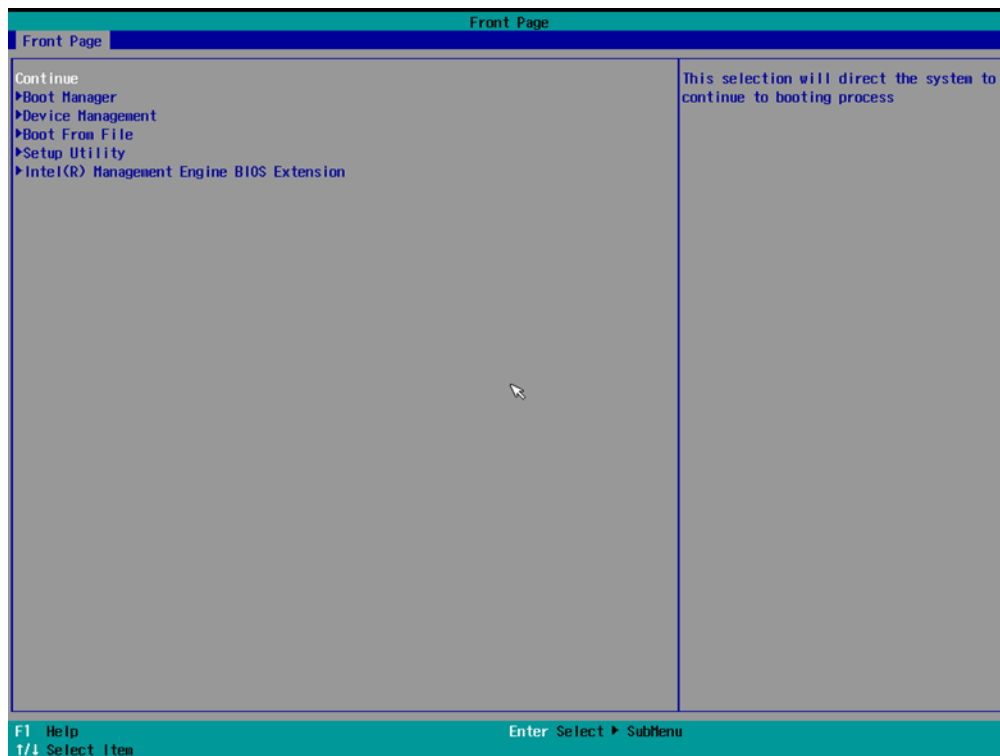 Front Page
Front Page
Continue
▶Boot Manager
▶Device Management
▶Boot From File
▶Setup Utility
▶Intel(R) Management Engine BIOS Extension
This selection will direct the system to
continue to booting process
F1 Help
Enter Select ▶ SubMenu
↑/↓ Select Item